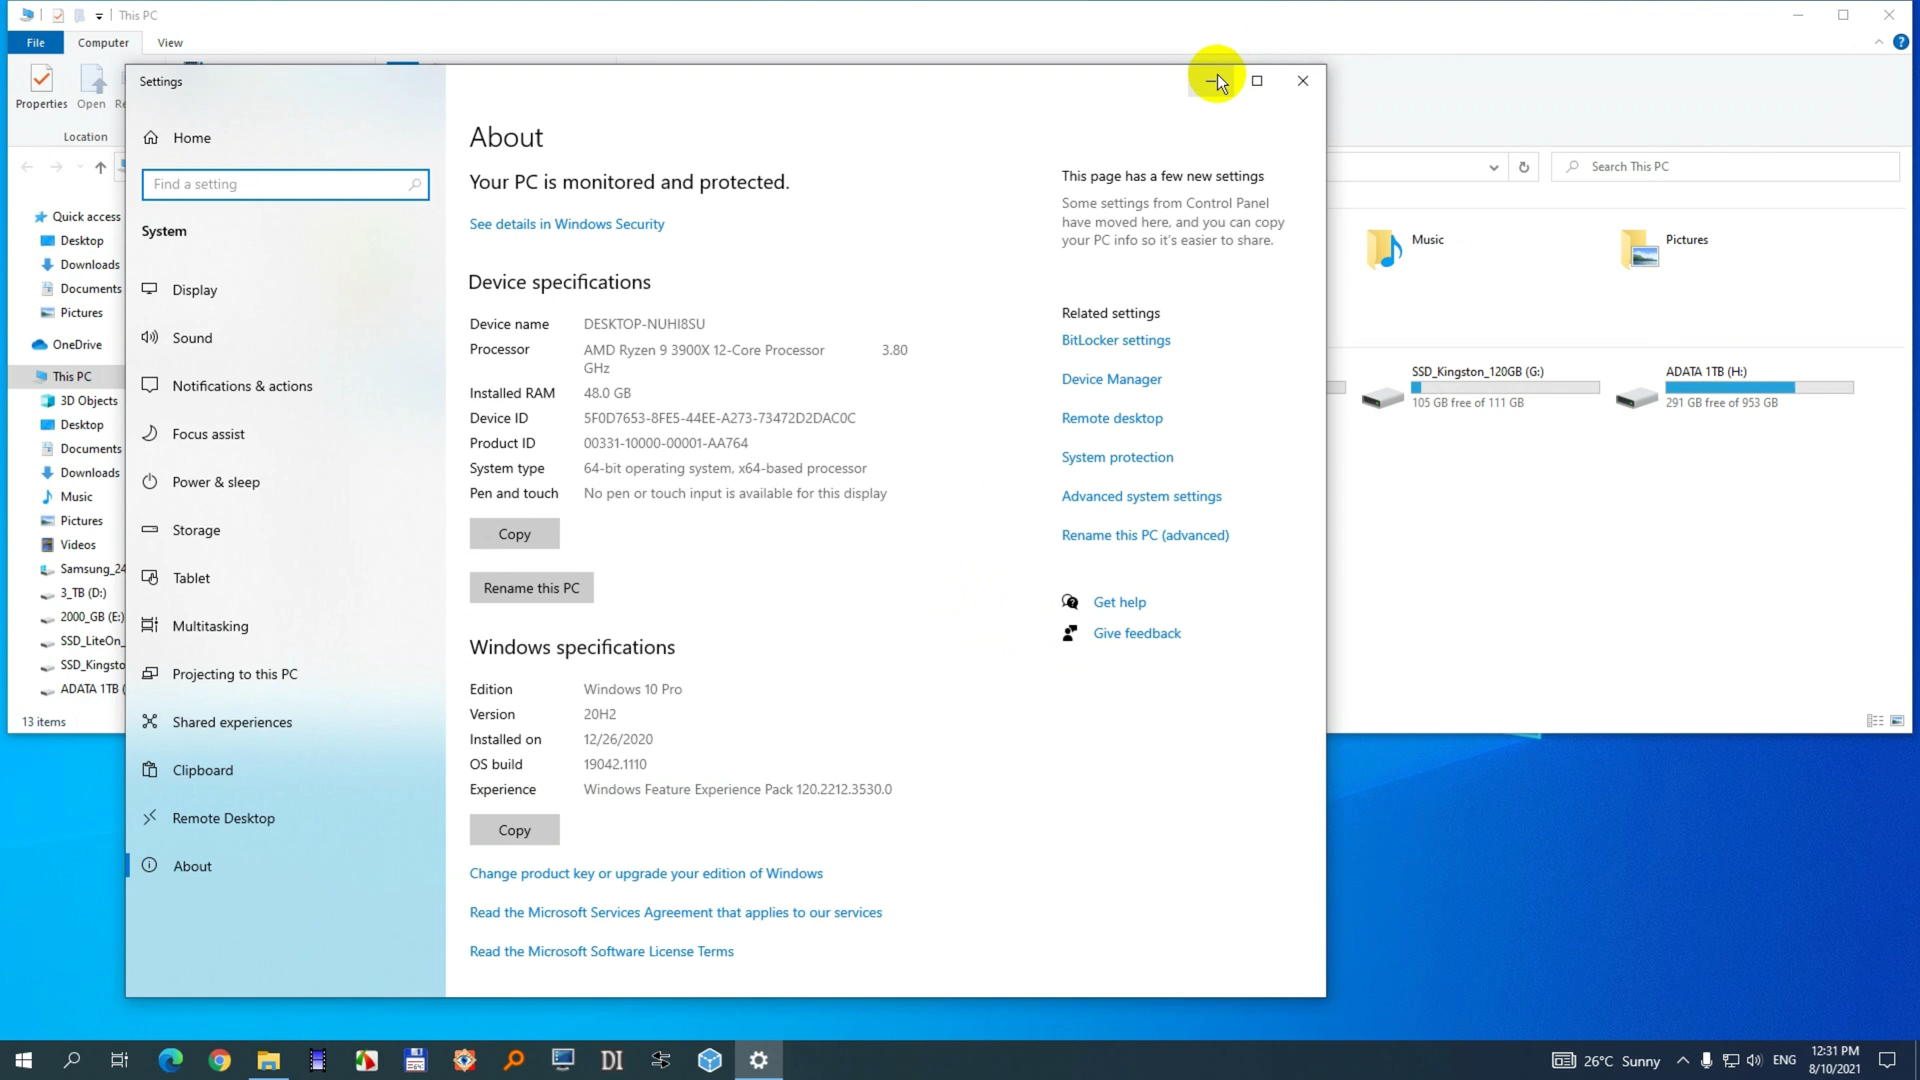 This PC
File
Computer
View
Properties
Open
Re
Location
Search This PC
Quick access
Desktop
Downloads
Documents
Pictures
OneDrive
This PC
3D Objects
Desktop
Documents
Downloads
Music
Pictures
Videos
Samsung_24
3_TB (D:)
2000_GB (E:)
SSD_LiteOn_
SSD_Kingsto
ADATA 1TB (
13 items
Music
Pictures
SSD_Kingston_120GB (G:)
105 GB free of 111 GB
ADATA 1TB (H:)
291 GB free of 953 GB
Settings
Home
Find a setting
System
Display
Sound
Notifications & actions
Focus assist
Power & sleep
Storage
Tablet
Multitasking
Projecting to this PC
Shared experiences
Clipboard
Remote Desktop
About
About
Your PC is monitored and protected.
See details in Windows Security
Device specifications
Device name DESKTOP-NUHI8SU
Processor AMD Ryzen 9 3900X 12-Core Processor 3.80
GHz
Installed RAM 48.0 GB
Device ID 5F0D7653-8FE5-44EE-A273-73472D2DAC0C
Product ID 00331-10000-00001-AA764
System type 64-bit operating system, x64-based processor
Pen and touch No pen or touch input is available for this display
Copy
Rename this PC
Windows specifications
Edition Windows 10 Pro
Version 20H2
Installed on 12/26/2020
OS build 19042.1110
Experience Windows Feature Experience Pack 120.2212.3530.0
Copy
Change product key or upgrade your edition of Windows
Read the Microsoft Services Agreement that applies to our services
Read the Microsoft Software License Terms
This page has a few new settings
Some settings from Control Panel
have moved here, and you can copy
your PC info so it's easier to share.
Related settings
BitLocker settings
Device Manager
Remote desktop
System protection
Advanced system settings
Rename this PC (advanced)
Get help
Give feedback
DI
26°C Sunny
ENG
12:31 PM
8/10/2021